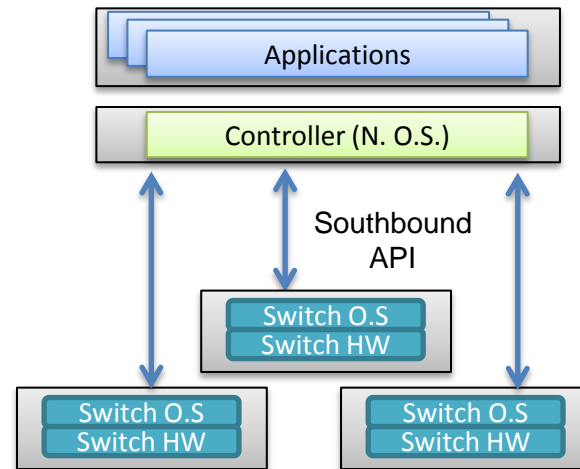 Applications
Controller (N. O.S.)
Southbound
API
Switch O.S
Switch HW
Switch O.S
Switch HW
Switch O.S
Switch HW